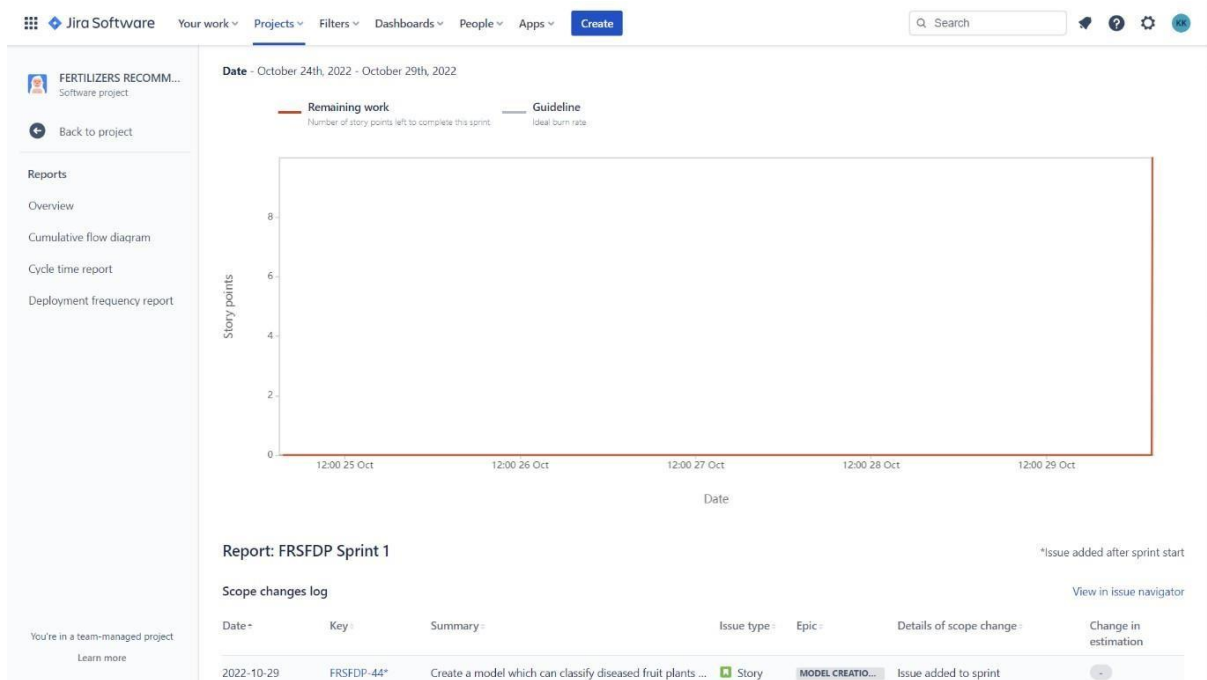 Jira Software Your work Projects Filters Dashboards People Apps Create Search KK
FERTILIZERS RECOMM...
Software project
Back to project
Reports
Overview
Cumulative flow diagram
Cycle time report
Deployment frequency report
You're in a team-managed project
Learn more
Date - October 24th, 2022 - October 29th, 2022
Remaining work
Number of story points left to complete this sprint
Guideline
Ideal burn rate
Story points
8
6
4
2
0
12:00 25 Oct 12:00 26 Oct 12:00 27 Oct 12:00 28 Oct 12:00 29 Oct
Date
Report: FRSFDP Sprint 1
*Issue added after sprint start
Scope changes log
View in issue navigator
Date Key Summary Issue type Epic Details of scope change Change in
estimation
2022-10-29 FRSFDP-44* Create a model which can classify diseased fruit plants ... Story MODEL CREATIO... Issue added to sprint -